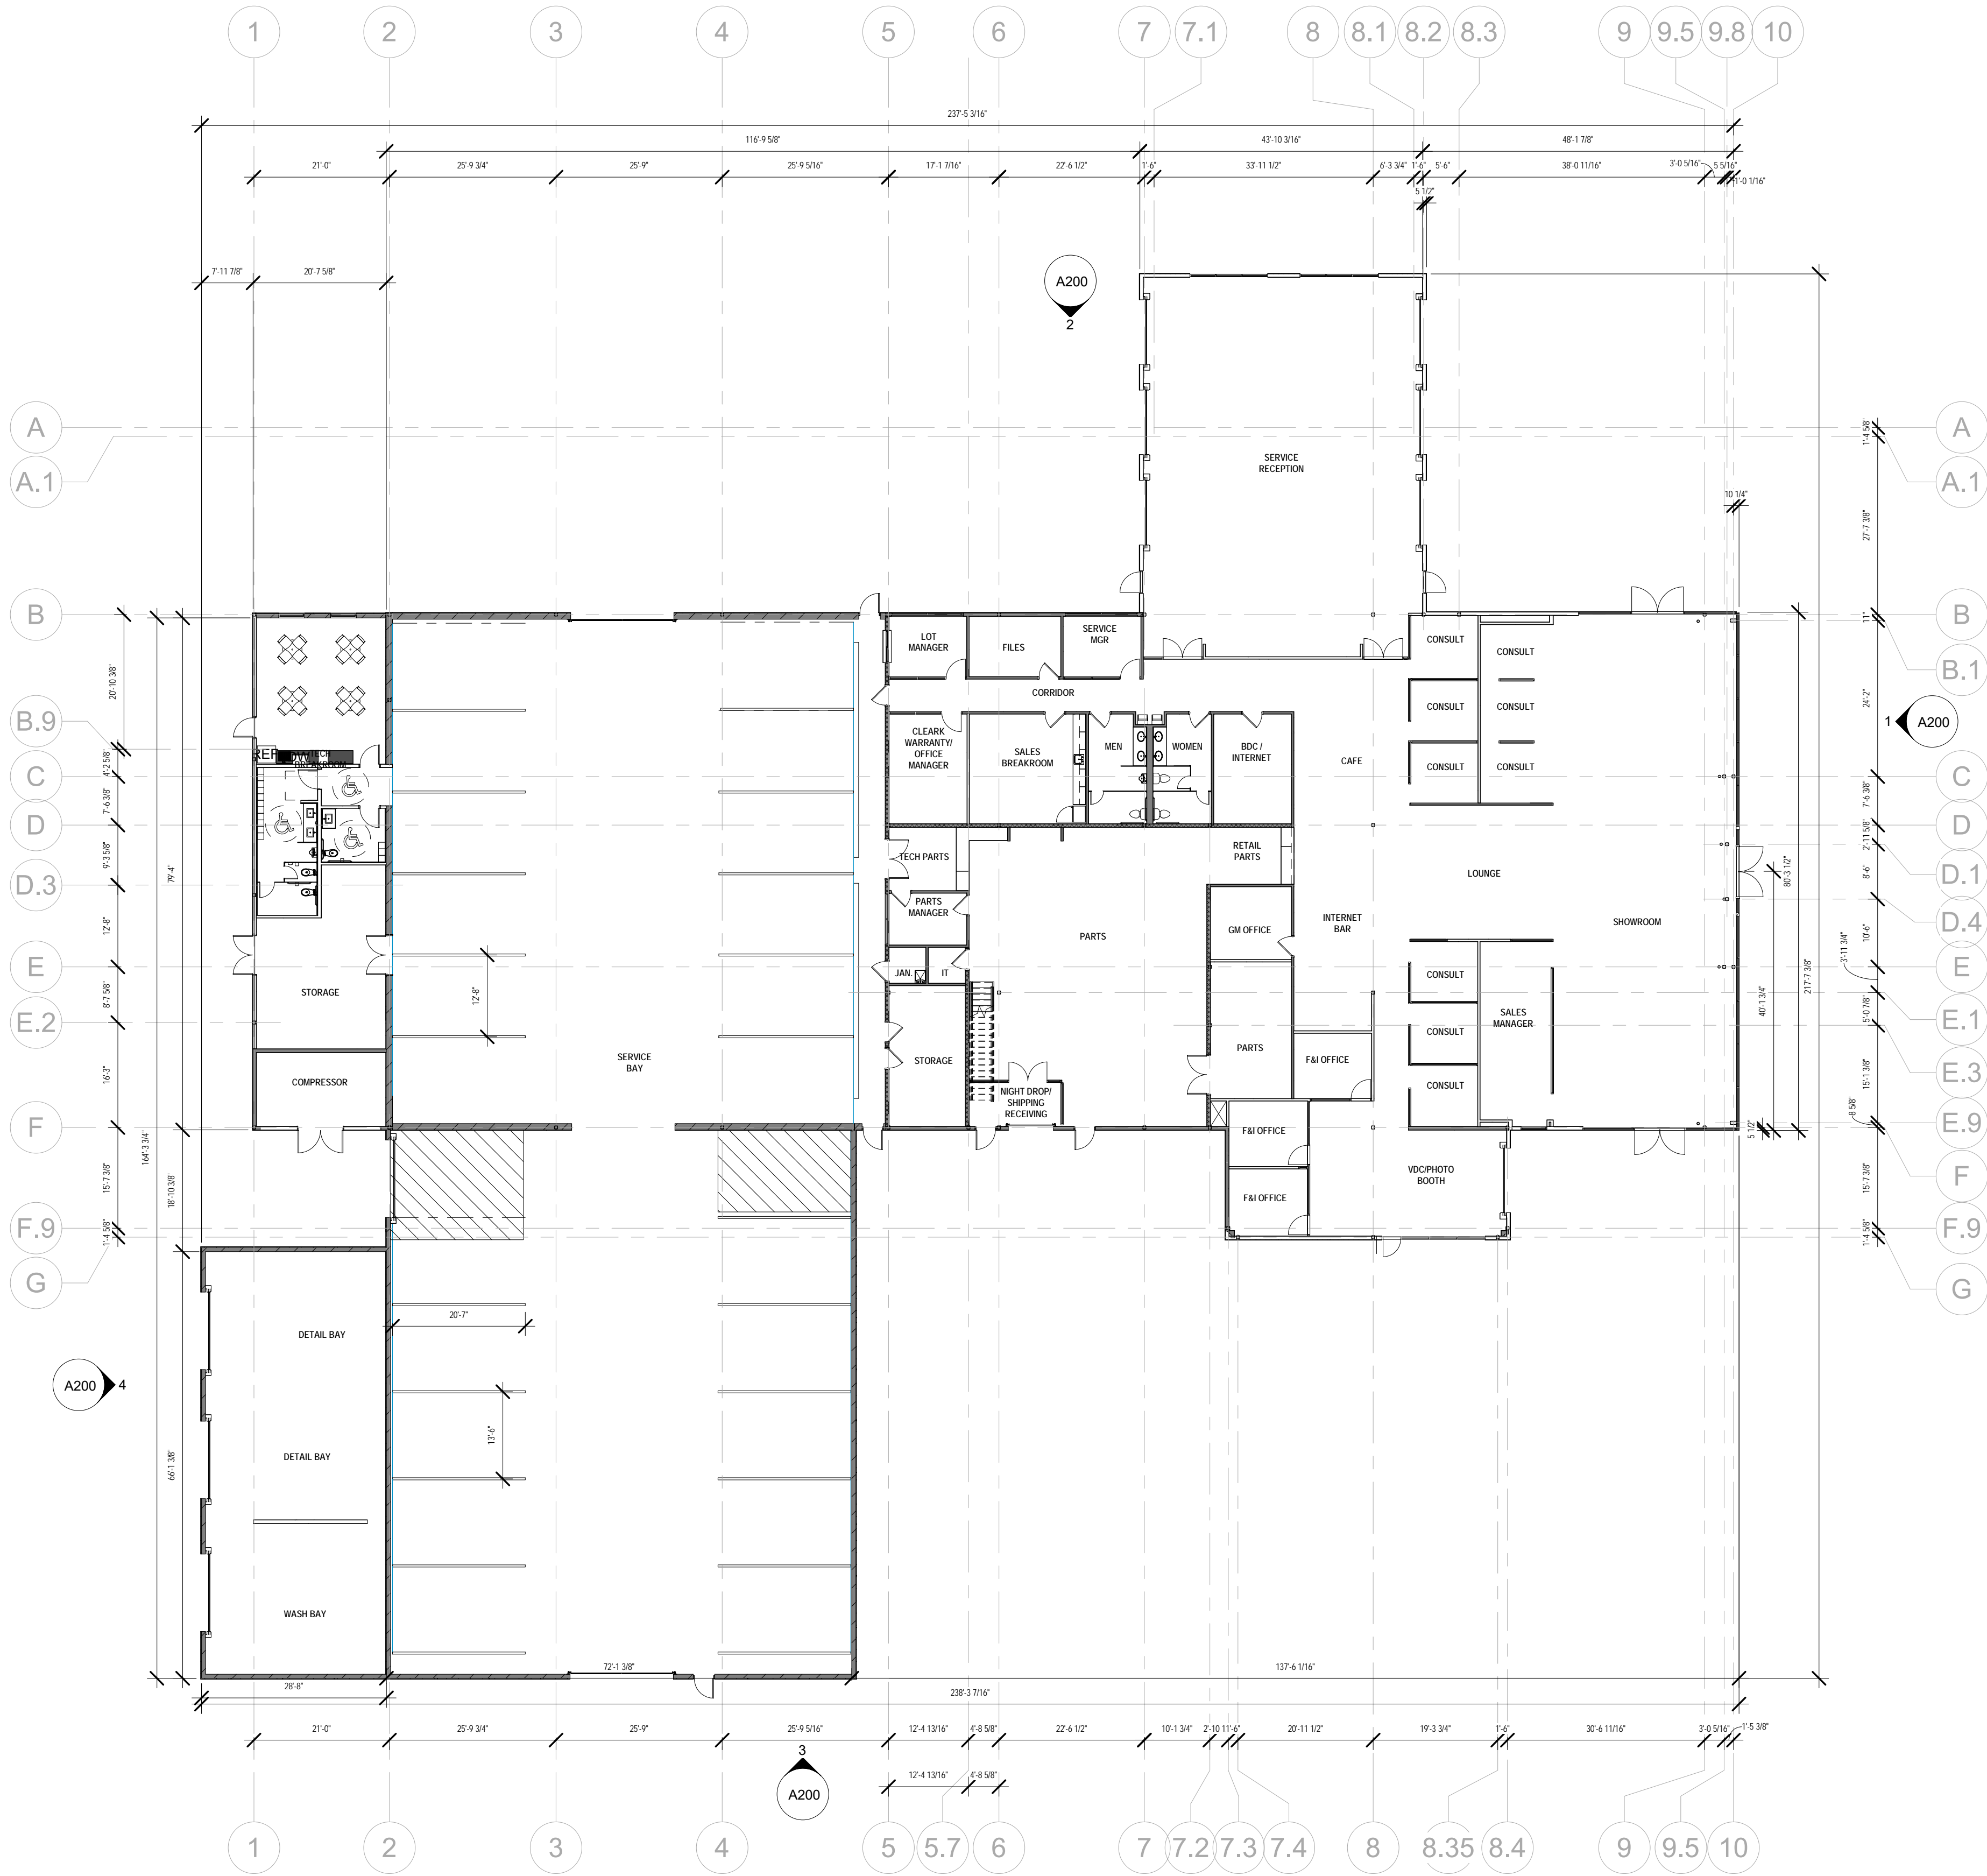 1 2 3 4 5 6 7 7.1 8 8.1 8.2 8.3 9 9.5 9.8 10
237'-5 3/16"
116'-9 5/8" 43'-10 3/16" 48'-1 7/8"
21'-0" 25'-9 3/4" 25'-9" 25'-9 5/16" 17'-1 7/16" 22'-6 1/2" 1'-6" 33'-11 1/2" 6'-3 3/4" 1'-6" 5'-6" 38'-0 11/16" 3'-0 5/16" 5 5/16"
1'-0 1/16"
5 1/2"
7'-11 7/8" 20'-7 5/8"
A200
2
A
A
1'-4 5/8"
SERVICE
RECEPTION
A.1
A.1
10 1/4"
27'-7 3/8"
B
B
11"
LOT
MANAGER
FILES
SERVICE
MGR
CONSULT
CONSULT
B.1
20'-10 3/8"
24'-2"
CORRIDOR
CONSULT
CONSULT
1
A200
B.9
CLEARK
WARRANTY/
OFFICE
MANAGER
SALES
BREAKROOM
MEN
WOMEN
BDC /
INTERNET
CAFE
CONSULT
CONSULT
REF
DW
TECH
BREAKROOM
4'-2 5/8"
C
C
7'-6 3/8"
7'-6 3/8"
D
D
2'-11 5/8"
TECH PARTS
RETAIL
PARTS
79'-4"
9'-3 5/8"
LOUNGE
80'-3 1/2"
8'-6"
D.1
D.3
PARTS
MANAGER
GM OFFICE
INTERNET
BAR
SHOWROOM
D.4
12'-8"
PARTS
10'-6"
3'-11 3/4"
E
JAN.
IT
CONSULT
E
STORAGE
12'-8"
8'-7 5/8"
SALES
MANAGER
40'-1 3/4"
217'-7 3/8"
5'-0 7/8"
E.2
E.1
CONSULT
SERVICE
BAY
STORAGE
PARTS
F&I OFFICE
COMPRESSOR
16'-3"
CONSULT
15'-1 3/8"
E.3
NIGHT DROP/
SHIPPING
RECEIVING
8 5/8"
5 1/2"
F
E.9
F&I OFFICE
164'-3 3/4"
VDC/PHOTO
BOOTH
F
15'-7 3/8"
18'-10 3/8"
F&I OFFICE
15'-7 3/8"
F.9
F.9
1'-4 5/8"
1'-4 5/8"
G
G
20'-7"
DETAIL BAY
A200
4
13'-6"
DETAIL BAY
66'-1 3/8"
WASH BAY
72'-1 3/8" 137'-6 1/16"
28'-8"
238'-3 7/16"
21'-0" 25'-9 3/4" 25'-9" 25'-9 5/16" 12'-4 13/16" 4'-8 5/8" 22'-6 1/2" 10'-1 3/4" 2'-10 11'-6" 20'-11 1/2" 19'-3 3/4" 1'-6" 30'-6 11/16" 3'-0 5/16" 1'-5 3/8"
3
A200
12'-4 13/16" 4'-8 5/8"
1 2 3 4 5 5.7 6 7 7.2 7.3 7.4 8 8.35 8.4 9 9.5 10